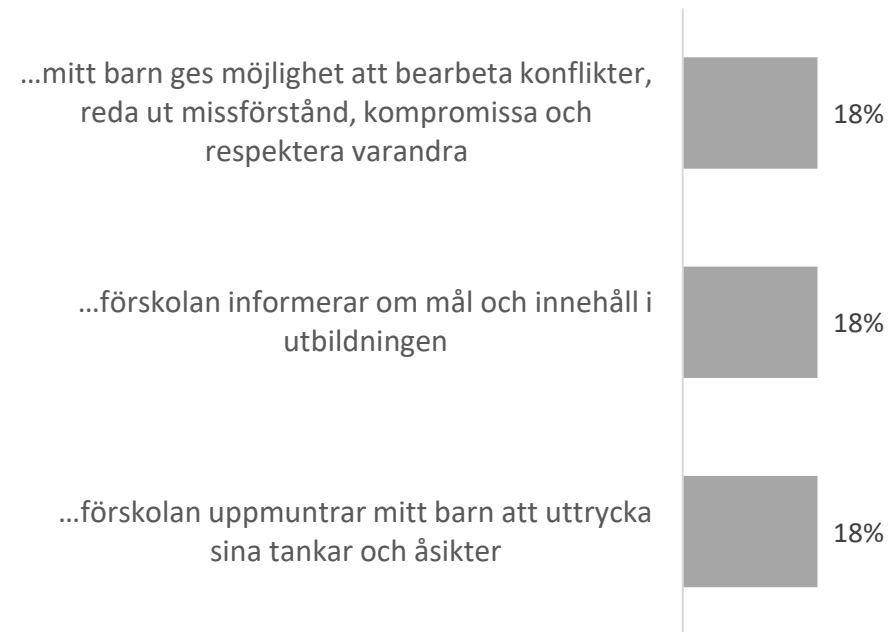 ...mitt barn ges möjlighet att bearbeta konflikter,
reda ut missförstånd, kompromissa och
respektera varandra
18%
...förskolan informerar om mål och innehåll i
utbildningen
18%
...förskolan uppmuntrar mitt barn att uttrycka
sina tankar och åsikter
18%